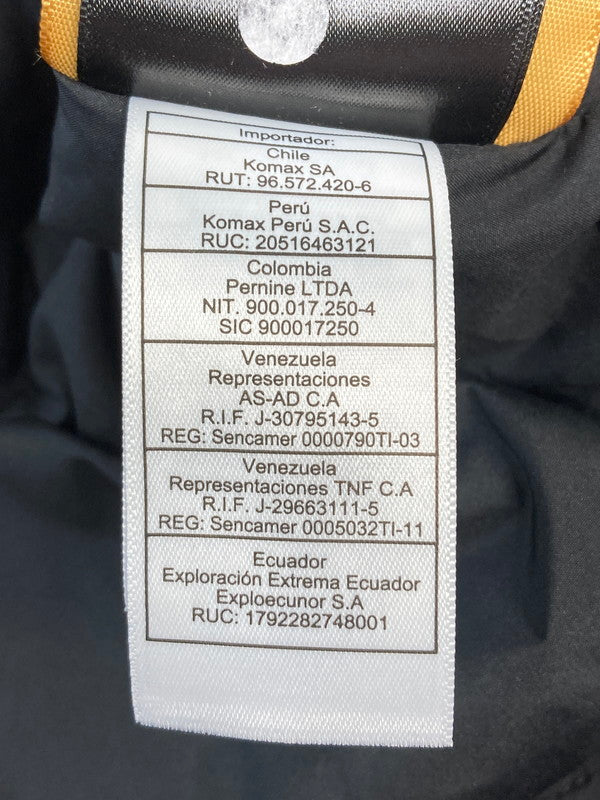 Importador:
Chile
Komax SA
RUT: 96.572.420-6
Perú
Komax Perú S.A.C.
RUC: 20516463121
Colombia
Pernine LTDA
NIT. 900.017.250-4
SIC 900017250
Venezuela
Representaciones
AS-AD C.A
R.I.F. J-30795143-5
REG: Sencamer 0000790TI-03
Venezuela
Representaciones TNF C.A
R.I.F. J-29663111-5
REG: Sencamer 0005032TI-11
Ecuador
Exploración Extrema Ecuador
Exploecunor S.A
RUC: 1792282748001